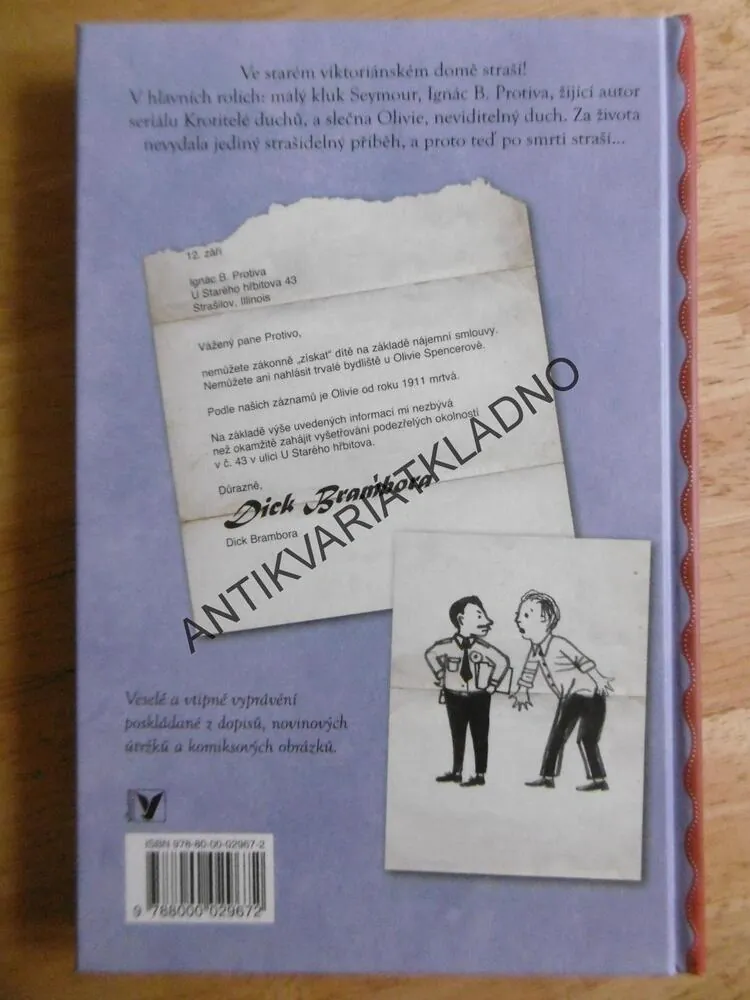 Ve starém viktoriánském domě straší!
V hlavních rolích: malý kluk Seymour, Ignác B. Protiva, žijící autor
seriálu Krotitelé duchů, a slečna Olivie, neviditelný duch. Za života
nevydala jediný strašidelný příběh, a proto teď po smrti straší...
12. září
Ignác B. Protiva
U Starého hřbitova 43
Strašilov, Illinois
Vážený pane Protivo,
nemůžete zákonně „získat“ dítě na základě nájemní smlouvy.
Nemůžete ani nahlásit trvalé bydliště u Olivie Spencerové.
Podle našich záznamů je Olivie od roku 1911 mrtvá.
Na základě výše uvedených informací mi nezbývá
než okamžitě zahájit vyšetřování podezřelých okolností
v č. 43 v ulici U Starého hřbitova.
Důrazně,
Dick Brambora
Dick Brambora
ANTIKVARIATKLADNO
Veselé a vtipné vyprávění
poskládané z dopisů, novinových
útržků a komiksových obrázků.
ISBN 978-80-00-02967-2
9 788000 029672